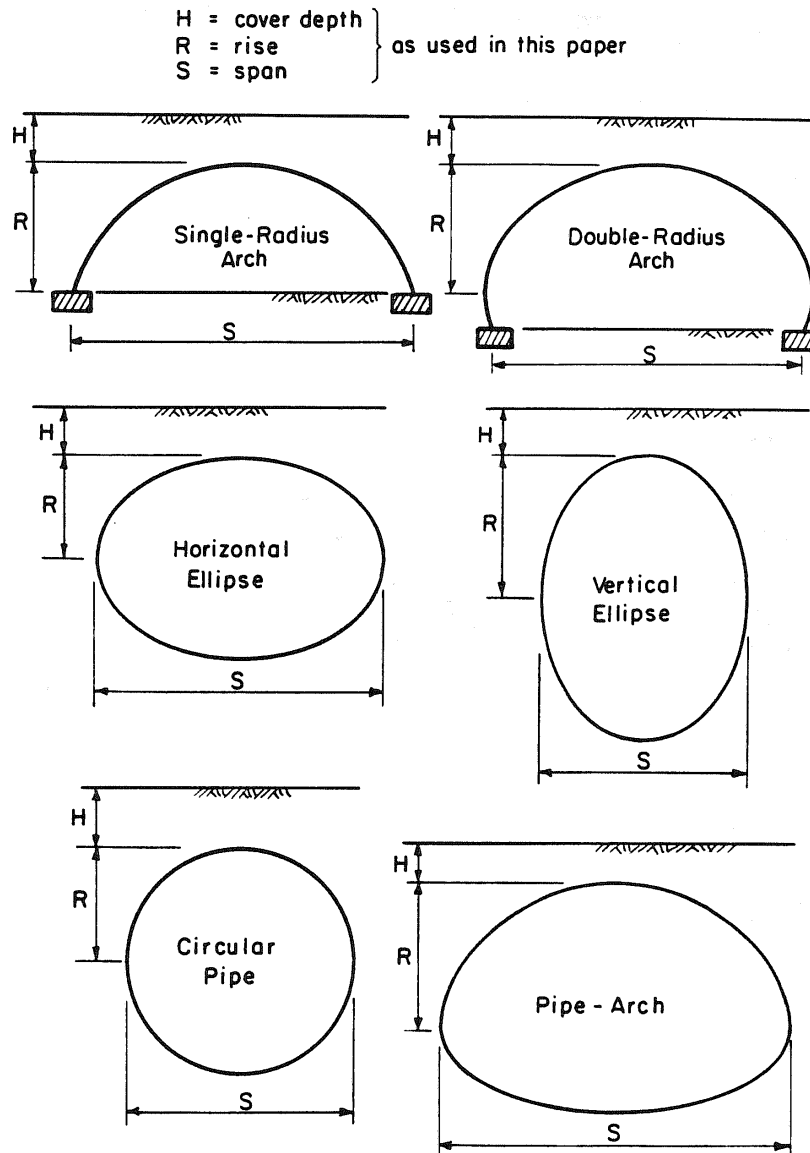 H = cover depth
R = rise
S = span
as used in this paper
H
R
Single-Radius
Arch
S
H
R
Double-Radius
Arch
S
H
R
Horizontal
Ellipse
S
H
R
Vertical
Ellipse
S
H
R
Circular
Pipe
S
H
R
Pipe - Arch
S